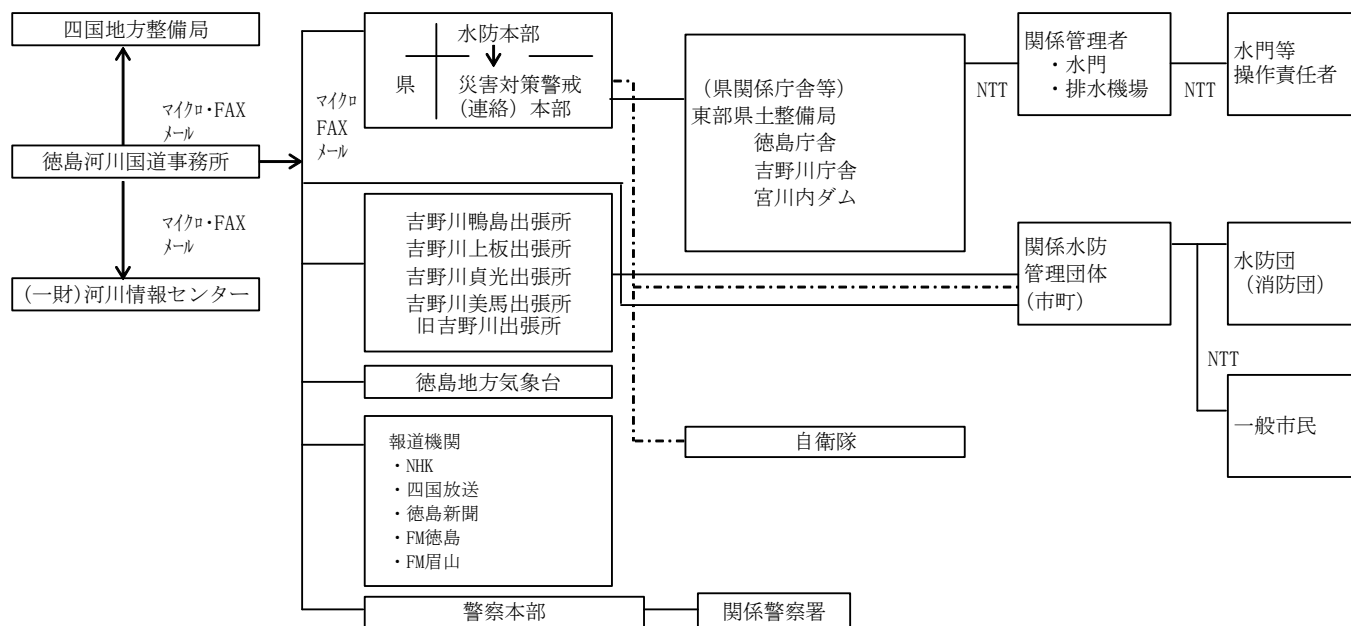 四国地方整備局
マイクロ・FAX
メール
徳島河川国道事務所
マイクロ・FAX
メール
(一財)河川情報センター
マイクロ
FAX
メール
水防本部
県
災害対策警戒
(連絡)本部
吉野川鴨島出張所
吉野川上板出張所
吉野川貞光出張所
吉野川美馬出張所
旧吉野川出張所
徳島地方気象台
報道機関
・NHK
・四国放送
・徳島新聞
・FM徳島
・FM眉山
警察本部
関係警察署
(県関係庁舎等)
東部県土整備局
徳島庁舎
吉野川庁舎
宮川内ダム
自衛隊
NTT
関係管理者
・水門
・排水機場
NTT
水門等
操作責任者
関係水防
管理団体
(市町)
水防団
(消防団)
NTT
一般市民